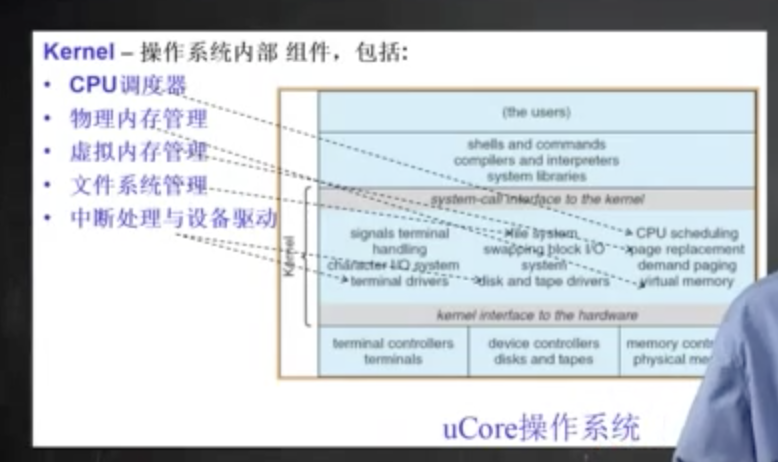 Kernel – 操作系统内部 组件，包括:
• CPU调度器
• 物理内存管理
• 虚拟内存管理
• 文件系统管理
• 中断处理与设备驱动
(the users)
shells and commands
compilers and interpreters
system libraries
system-call interface to the kernel
Kernel
signals terminal
handling
character I/O system
terminal drivers
file system
swapping block I/O
system
disk and tape drivers
CPU scheduling
page replacement
demand paging
virtual memory
kernel interface to the hardware
terminal controllers
terminals
device controllers
disks and tapes
memory
physical
uCore操作系统